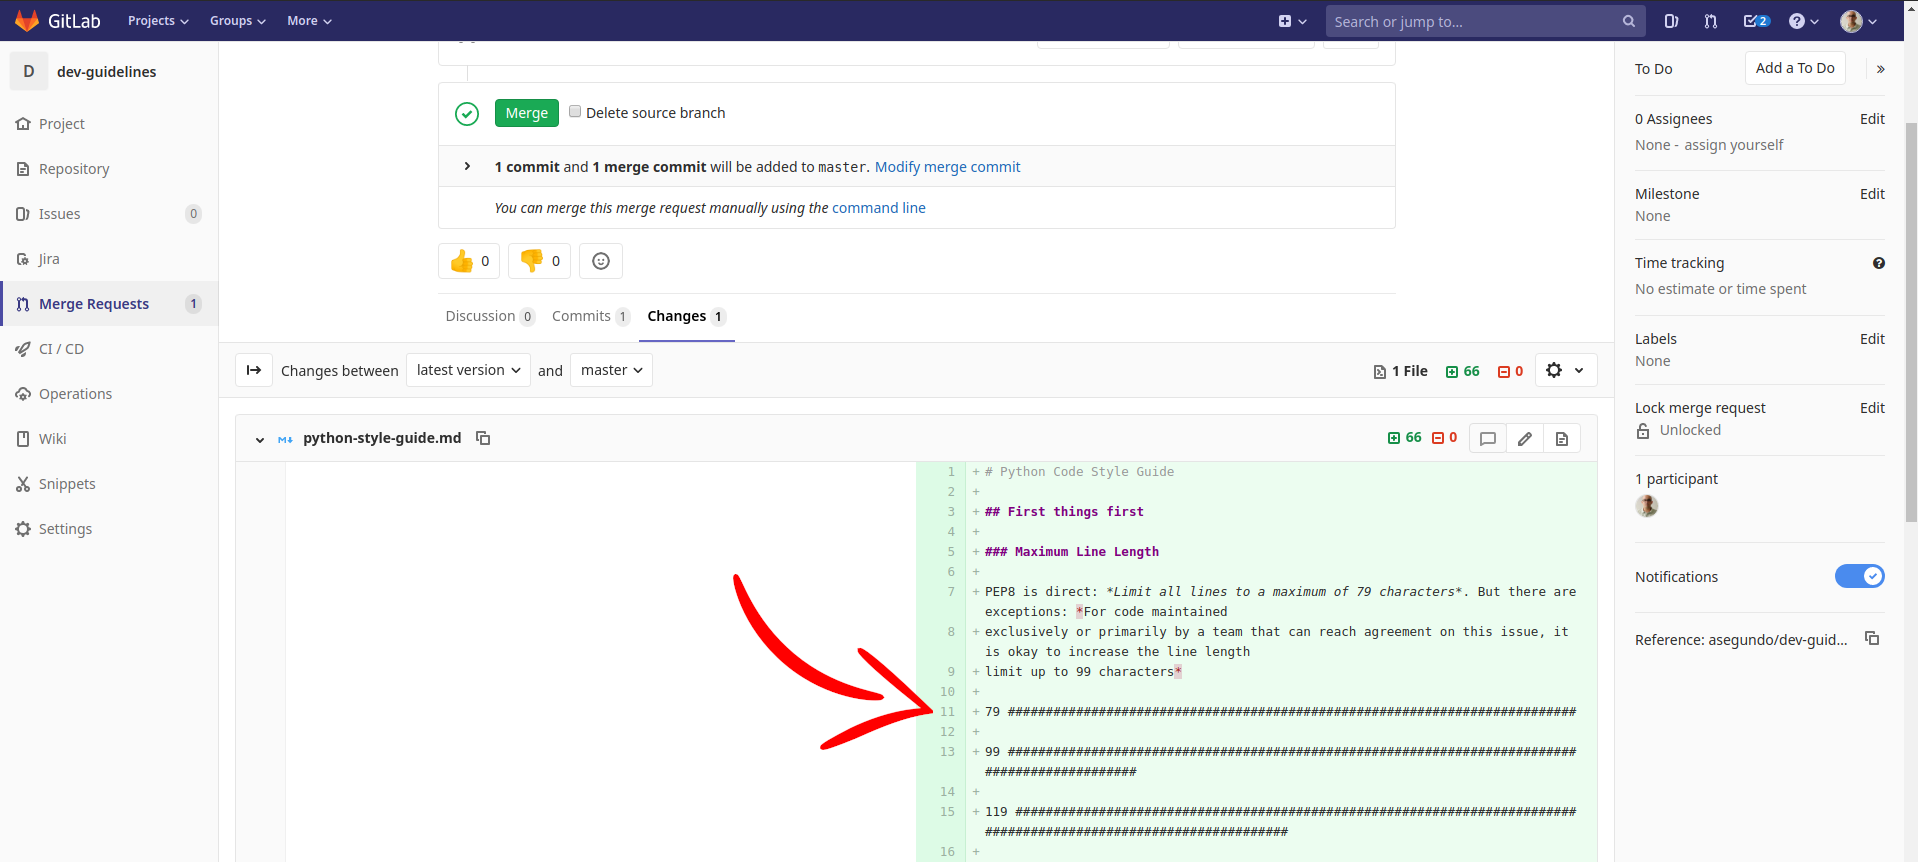 GitLab
Projects
Groups
More
Search or jump to...
2
D
dev-guidelines
Project
Repository
Issues 0
Jira
Merge Requests 1
CI / CD
Operations
Wiki
Snippets
Settings
Merge Delete source branch
1 commit and 1 merge commit will be added to master. Modify merge commit
You can merge this merge request manually using the command line
0 0
Discussion 0 Commits 1 Changes 1
Changes between latest version and master 1 File 66 0
python-style-guide.md 66 0
1 + # Python Code Style Guide
2 +
3 + ## First things first
4 +
5 + ### Maximum Line Length
6 +
7 + PEP8 is direct: *Limit all lines to a maximum of 79 characters*. But there are
exceptions: *For code maintained
8 + exclusively or primarily by a team that can reach agreement on this issue, it
is okay to increase the line length
9 + limit up to 99 characters*
10 +
11 + 79 ###########################################################################
12 +
13 + 99 ###########################################################################
####################
14 +
15 + 119 ##########################################################################
########################################
16 +
To Do Add a To Do
0 Assignees Edit
None - assign yourself
Milestone Edit
None
Time tracking
No estimate or time spent
Labels Edit
None
Lock merge request Edit
Unlocked
1 participant
Notifications
Reference: asegundo/dev-guid...